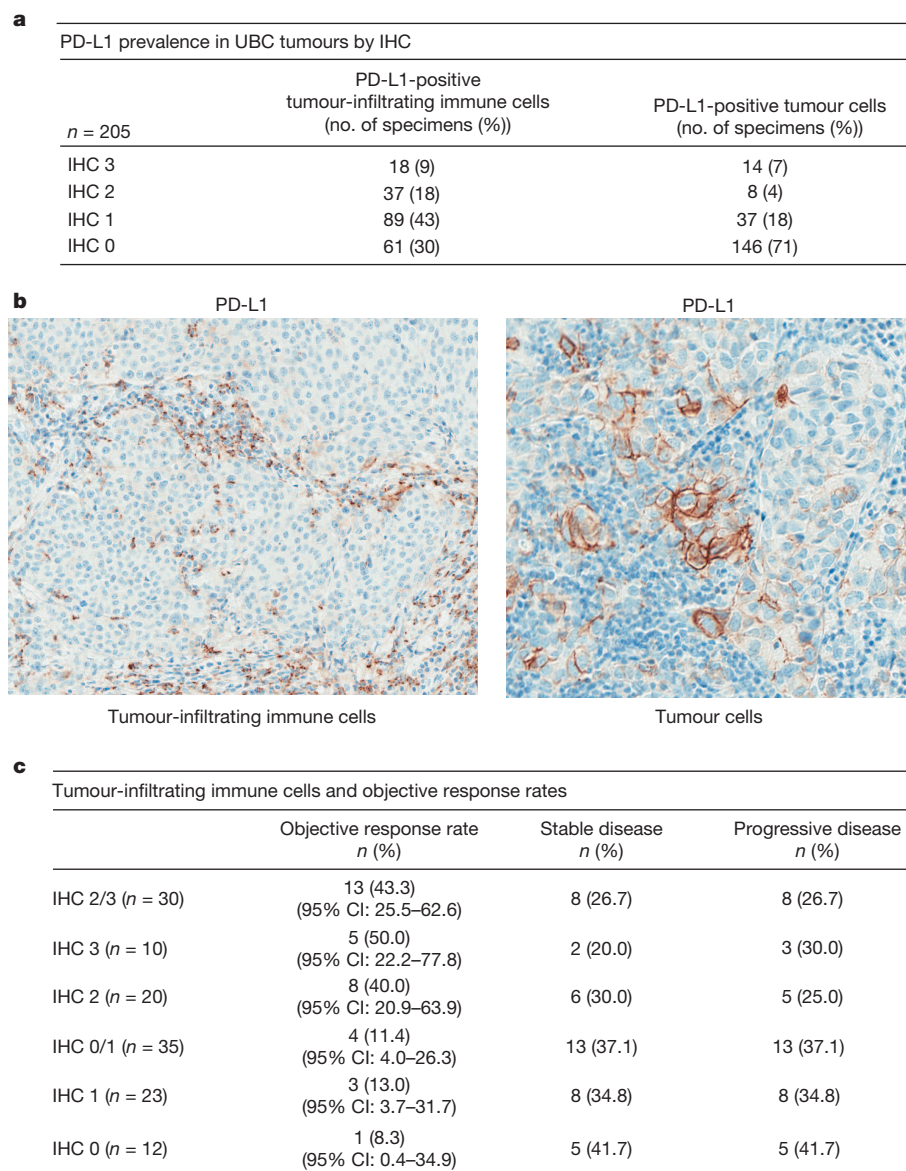 a
PD-L1 prevalence in UBC tumours by IHC
n = 205
PD-L1-positive
tumour-infiltrating immune cells
(no. of specimens (%))
PD-L1-positive tumour cells
(no. of specimens (%))
IHC 3 18 (9) 14 (7)
IHC 2 37 (18) 8 (4)
IHC 1 89 (43) 37 (18)
IHC 0 61 (30) 146 (71)
b
PD-L1
PD-L1
Tumour-infiltrating immune cells
Tumour cells
c
Tumour-infiltrating immune cells and objective response rates
Objective response rate Stable disease Progressive disease
n (%) n (%) n (%)
IHC 2/3 (n = 30) 13 (43.3) 8 (26.7) 8 (26.7)
(95% CI: 25.5–62.6)
IHC 3 (n = 10) 5 (50.0) 2 (20.0) 3 (30.0)
(95% CI: 22.2–77.8)
IHC 2 (n = 20) 8 (40.0) 6 (30.0) 5 (25.0)
(95% CI: 20.9–63.9)
IHC 0/1 (n = 35) 4 (11.4) 13 (37.1) 13 (37.1)
(95% CI: 4.0–26.3)
IHC 1 (n = 23) 3 (13.0) 8 (34.8) 8 (34.8)
(95% CI: 3.7–31.7)
IHC 0 (n = 12) 1 (8.3) 5 (41.7) 5 (41.7)
(95% CI: 0.4–34.9)